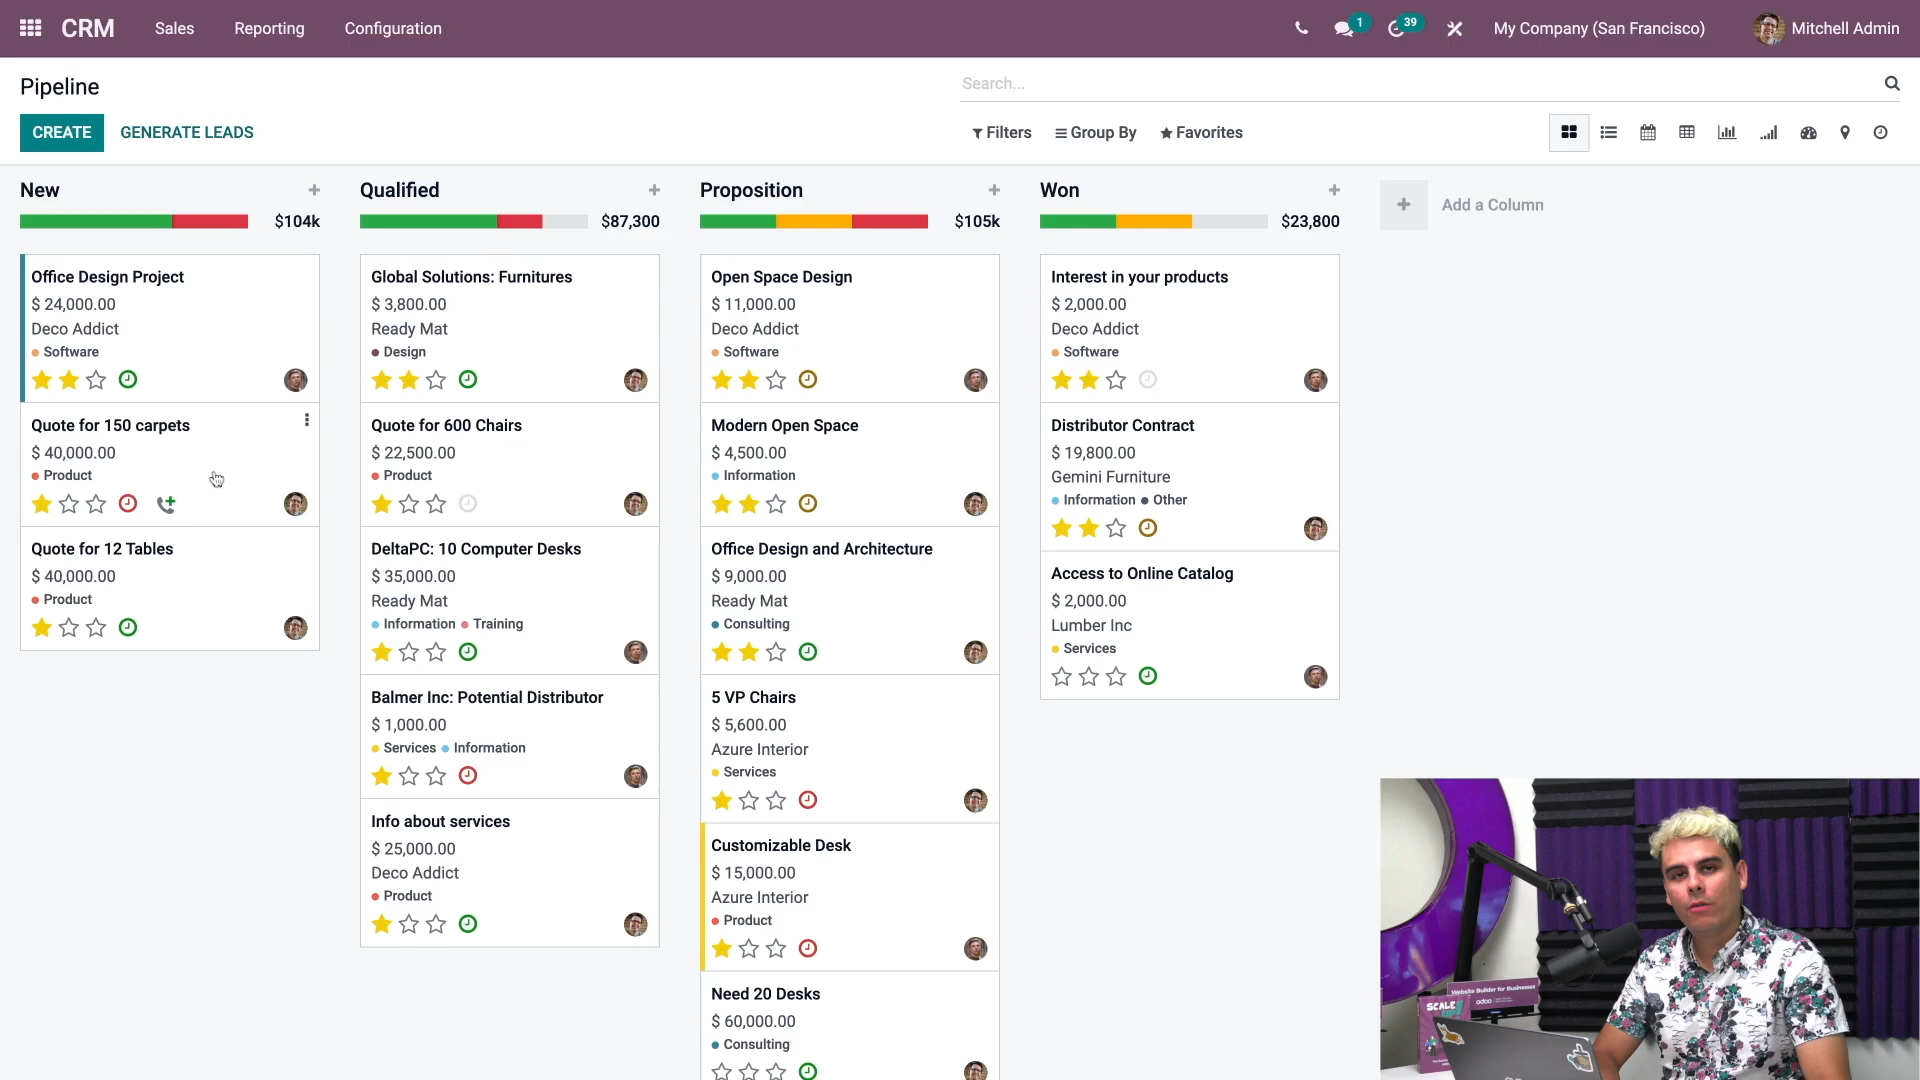 CRM Sales Reporting Configuration 1 39 My Company (San Francisco) Mitchell Admin
Pipeline
Search...
CREATE GENERATE LEADS Filters Group By Favorites
New + $104k
Office Design Project
$ 24,000.00
Deco Addict
Software
Quote for 150 carpets
$ 40,000.00
Product
Quote for 12 Tables
$ 40,000.00
Product
Qualified + $87,300
Global Solutions: Furnitures
$ 3,800.00
Ready Mat
Design
Quote for 600 Chairs
$ 22,500.00
Product
DeltaPC: 10 Computer Desks
$ 35,000.00
Ready Mat
Information Training
Balmer Inc: Potential Distributor
$ 1,000.00
Services Information
Info about services
$ 25,000.00
Deco Addict
Product
Proposition + $105k
Open Space Design
$ 11,000.00
Deco Addict
Software
Modern Open Space
$ 4,500.00
Information
Office Design and Architecture
$ 9,000.00
Ready Mat
Consulting
5 VP Chairs
$ 5,600.00
Azure Interior
Services
Customizable Desk
$ 15,000.00
Azure Interior
Product
Need 20 Desks
$ 60,000.00
Consulting
Won + $23,800
Interest in your products
$ 2,000.00
Deco Addict
Software
Distributor Contract
$ 19,800.00
Gemini Furniture
Information Other
Access to Online Catalog
$ 2,000.00
Lumber Inc
Services
+ Add a Column
Website Builder for Businesses
odoo
SCALE